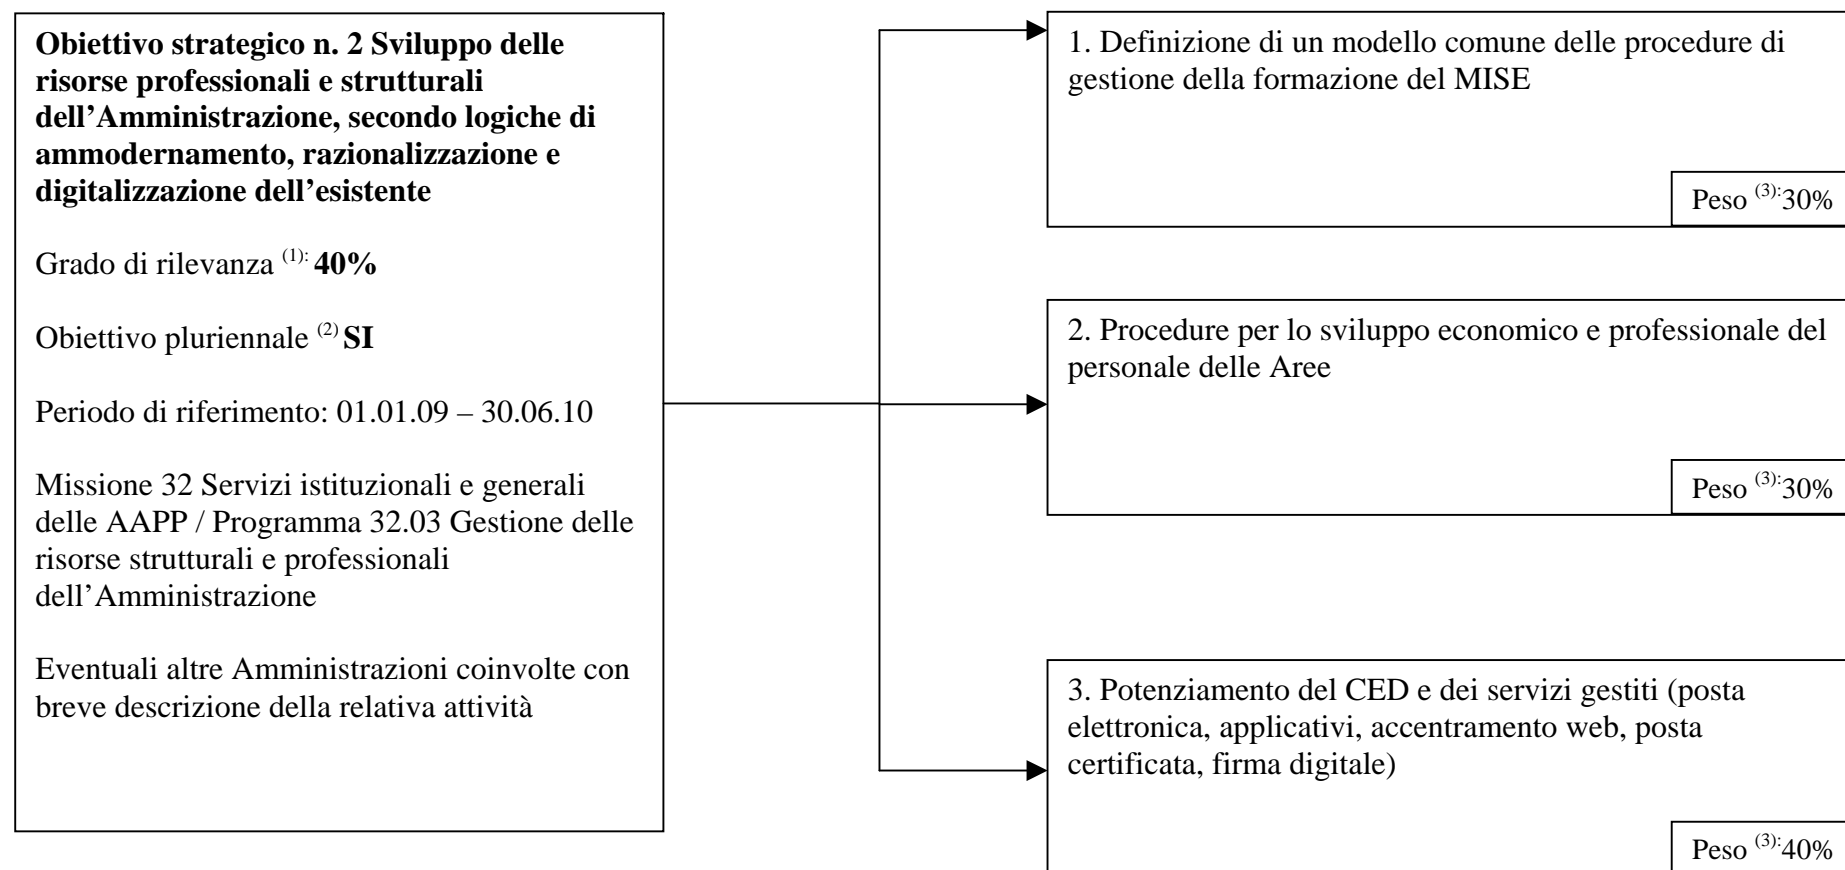 Obiettivo strategico n. 2 Sviluppo delle
risorse professionali e strutturali
dell’Amministrazione, secondo logiche di
ammodernamento, razionalizzazione e
digitalizzazione dell’esistente
Grado di rilevanza (1): 40%
Obiettivo pluriennale (2) SI
Periodo di riferimento: 01.01.09 – 30.06.10
Missione 32 Servizi istituzionali e generali
delle AAPP / Programma 32.03 Gestione delle
risorse strutturali e professionali
dell’Amministrazione
Eventuali altre Amministrazioni coinvolte con
breve descrizione della relativa attività
1. Definizione di un modello comune delle procedure di
gestione della formazione del MISE
Peso (3): 30%
2. Procedure per lo sviluppo economico e professionale del
personale delle Aree
Peso (3): 30%
3. Potenziamento del CED e dei servizi gestiti (posta
elettronica, applicativi, accentramento web, posta
certificata, firma digitale)
Peso (3): 40%